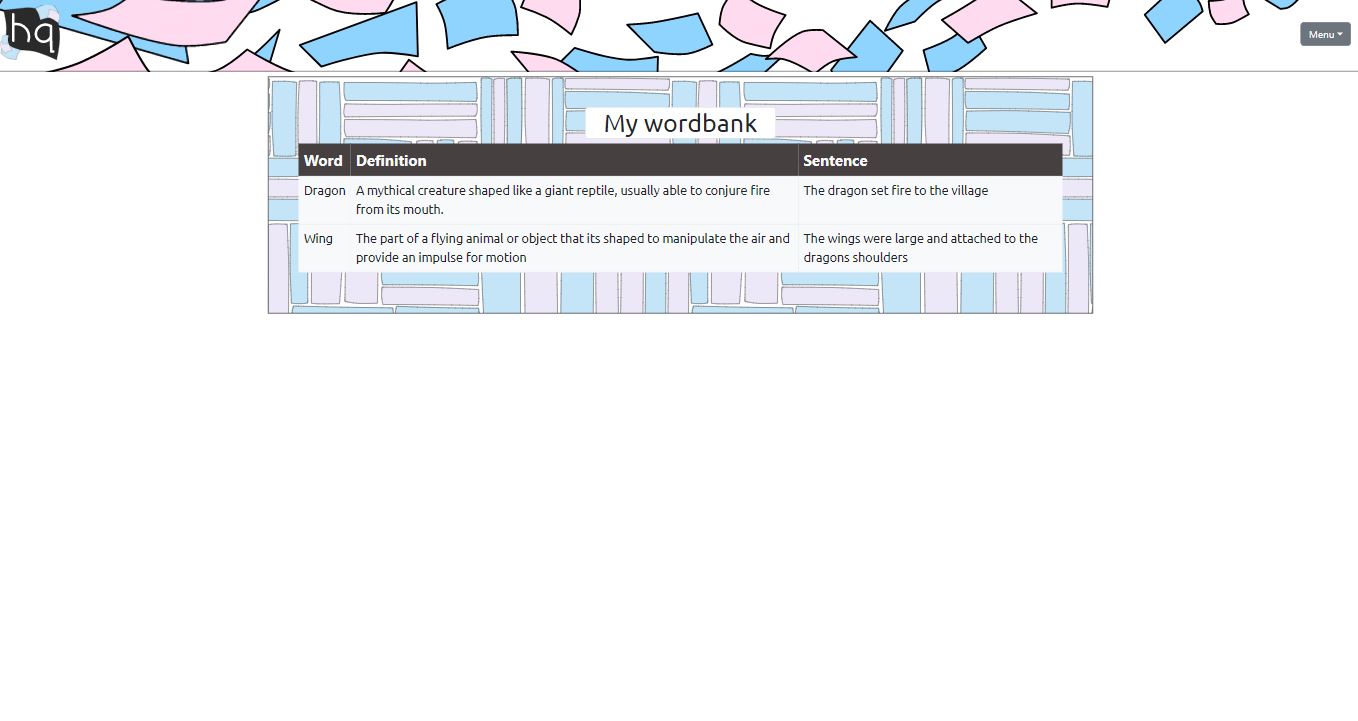 hq
Menu
My wordbank
Word Definition Sentence
Dragon A mythical creature shaped like a giant reptile, usually able to conjure fire The dragon set fire to the village
from its mouth.
Wing The part of a flying animal or object that its shaped to manipulate the air and The wings were large and attached to the
provide an impulse for motion dragons shoulders